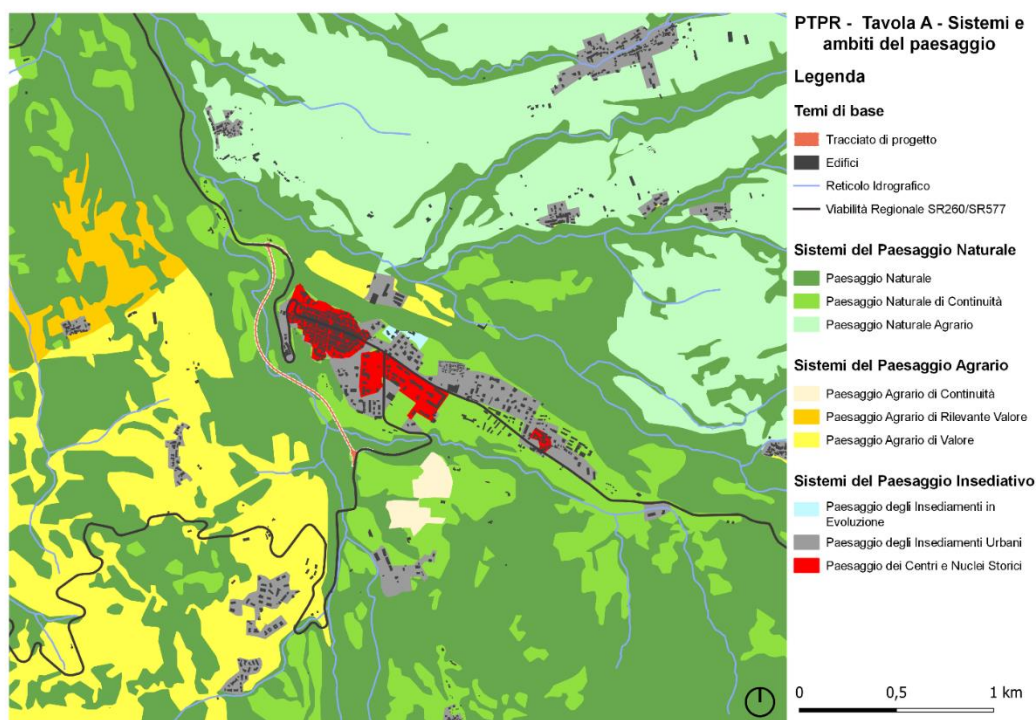 PTPR - Tavola A - Sistemi e
ambiti del paesaggio
Legenda
Temi di base
Tracciato di progetto
Edifici
Reticolo Idrografico
Viabilità Regionale SR260/SR577
Sistemi del Paesaggio Naturale
Paesaggio Naturale
Paesaggio Naturale di Continuità
Paesaggio Naturale Agrario
Sistemi del Paesaggio Agrario
Paesaggio Agrario di Continuità
Paesaggio Agrario di Rilevante Valore
Paesaggio Agrario di Valore
Sistemi del Paesaggio Insediativo
Paesaggio degli Insediamenti in
Evoluzione
Paesaggio degli Insediamenti Urbani
Paesaggio dei Centri e Nuclei Storici
0 0,5 1 km